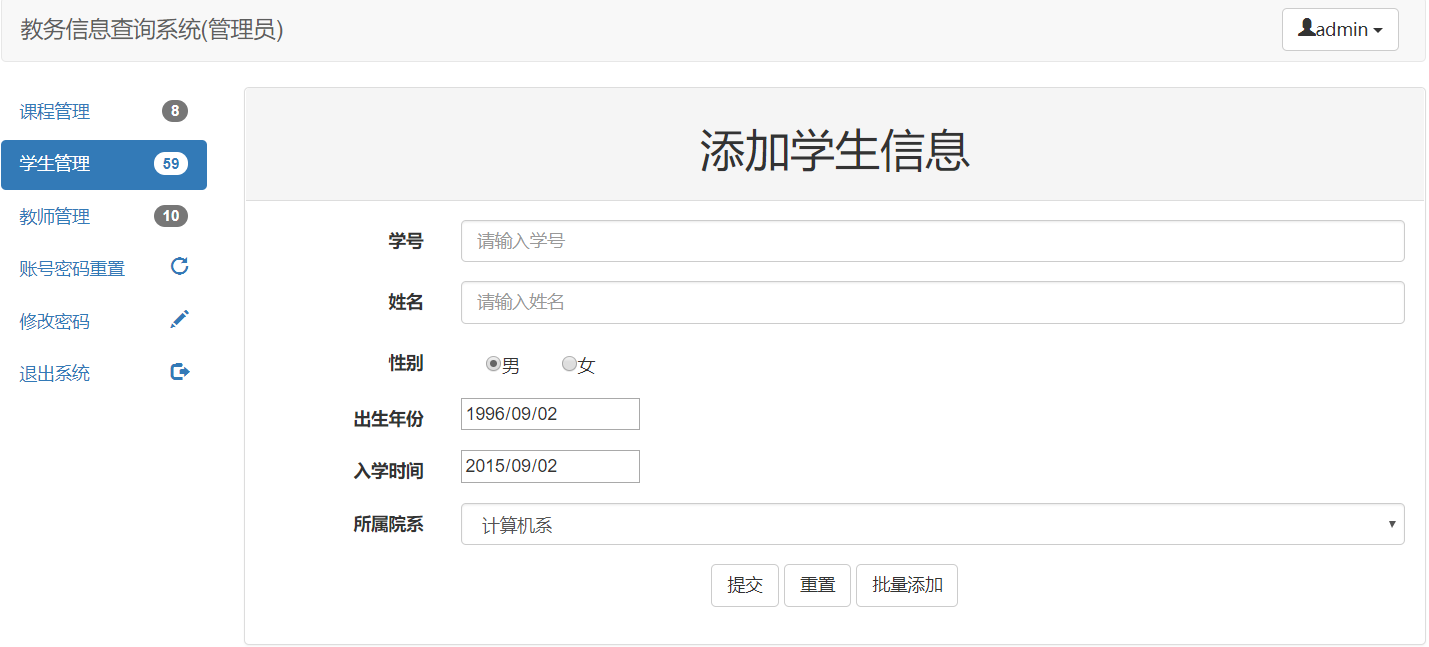 教务信息查询系统(管理员)
admin
课程管理 8
学生管理 59
教师管理 10
账号密码重置
修改密码
退出系统
添加学生信息
学号 请输入学号
姓名 请输入姓名
性别 男 女
出生年份 1996/09/02
入学时间 2015/09/02
所属院系 计算机系
提交 重置 批量添加